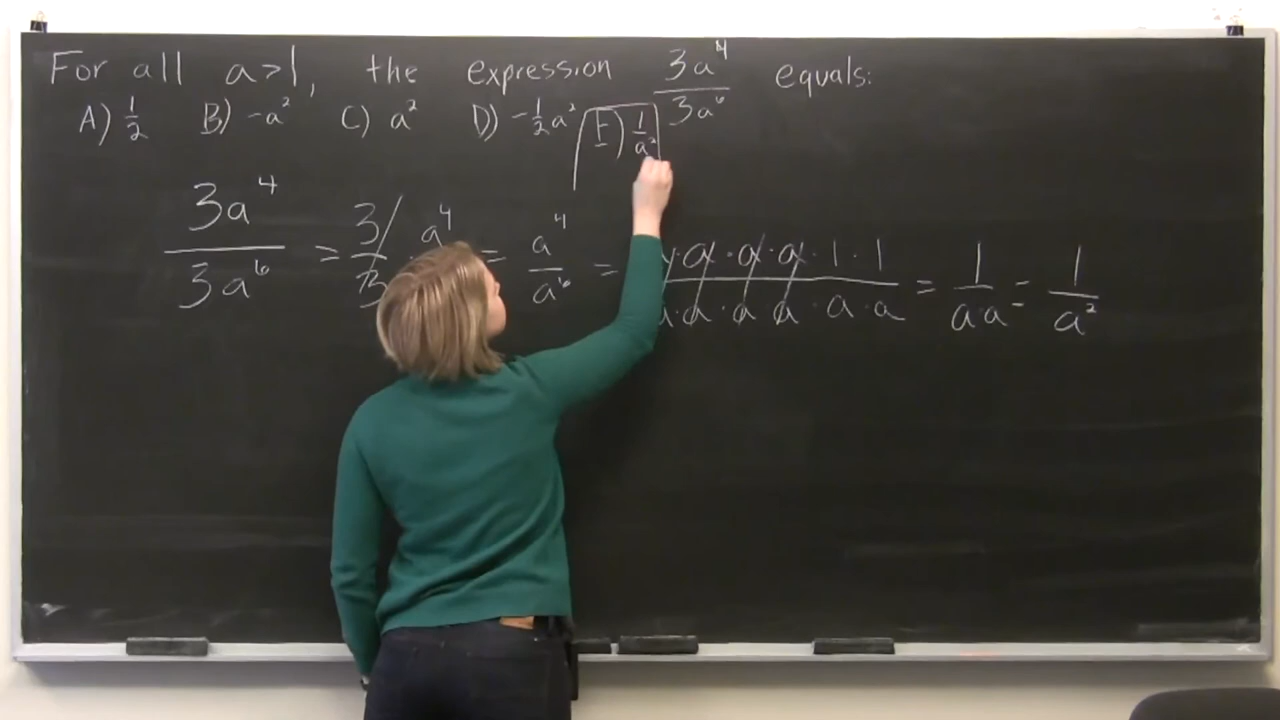 For all a>1, the expression 3a⁴/3a⁶ equals:
A) 1/2 B) -a² C) a² D) -1/2a² E) 1/a²
3a⁴/3a⁶ = 3/3 · a⁴ = a⁴/a⁶ = · a · a · a · 1 · 1 / · a · a · a · a · a = 1/a·a = 1/a²